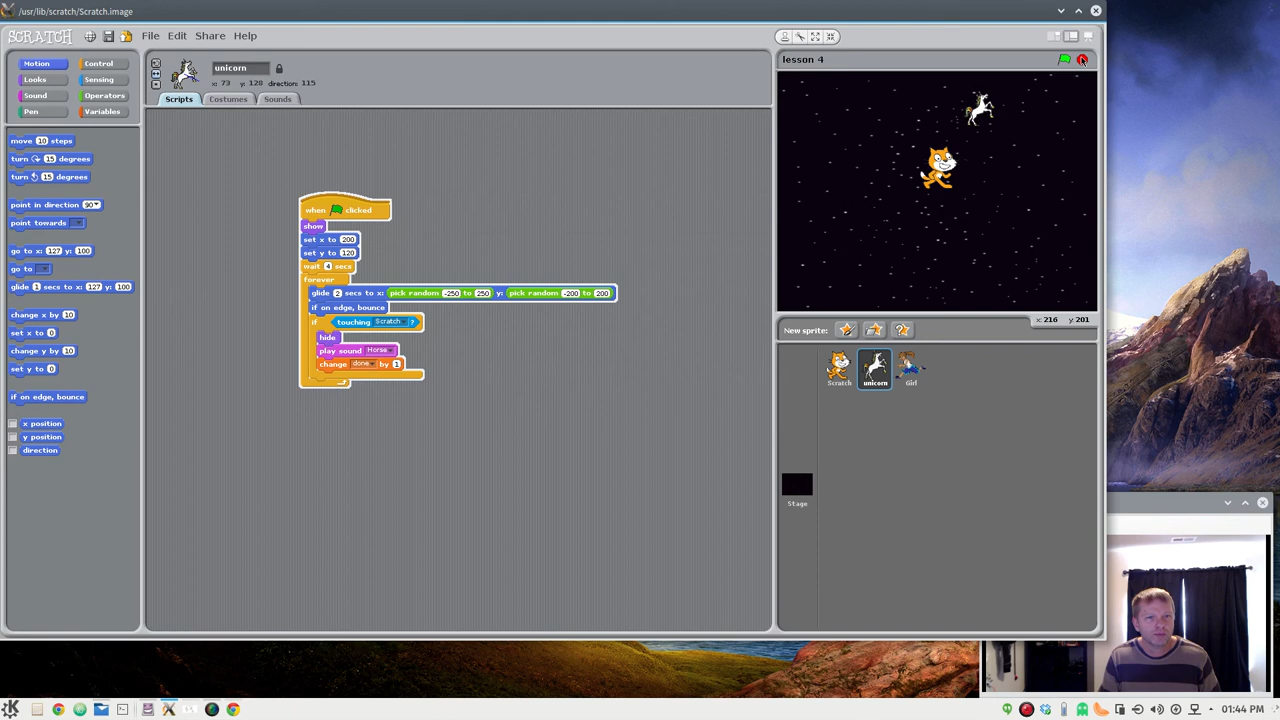 /usr/lib/scratch/Scratch.image
SCRATCH File Edit Share Help
Motion Control
Looks Sensing
Sound Operators
Pen Variables
unicorn
x: 73 y: 128 direction: 115
Scripts Costumes Sounds
lesson 4
move 10 steps
turn 15 degrees
turn 15 degrees
point in direction 90
point towards
go to x: 127 y: 100
go to
glide 1 secs to x: 127 y: 100
change x by 10
set x to 0
change y by 10
set y to 0
if on edge, bounce
x position
y position
direction
when clicked
show
set x to 200
set y to 120
wait 4 secs
forever
glide 2 secs to x: pick random -250 to 250 y: pick random -200 to 200
if on edge, bounce
if touching Scratch ?
hide
play sound Horse
change done by 1
x: 216 y: 201
New sprite:
Scratch unicorn Girl
Stage
01:44 PM